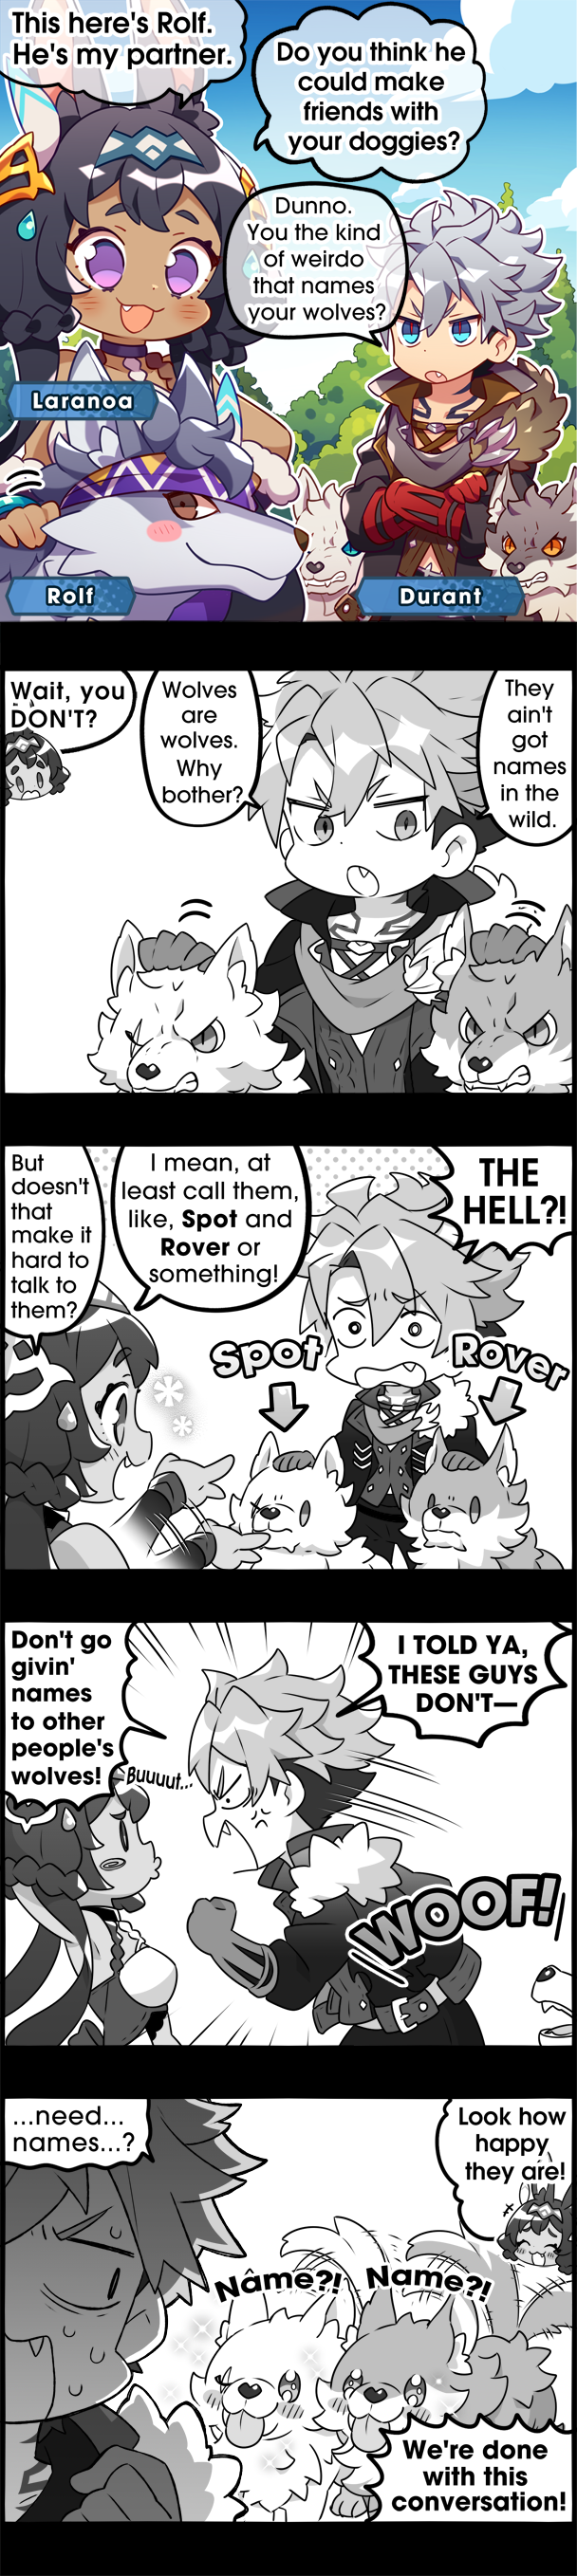 This here's Rolf.
He's my partner.
Do you think he
could make
friends with
your doggies?
Dunno.
You the kind
of weirdo
that names
your wolves?
Laranoa
Rolf
Durant
Wait, you
DON'T?
Wolves
are
wolves.
Why
bother?
They
ain't
got
names
in the
wild.
But
doesn't
that
make it
hard to
talk to
them?
I mean, at
least call them,
like, Spot and
Rover or
something!
THE
HELL?!
Spot
Rover
Don't go
givin'
names
to other
people's
wolves!
Buuuut...
I TOLD YA,
THESE GUYS
DON'T—
WOOF!
...need...
names...?
Look how
happy
they are!
Name?!
Name?!
We're done
with this
conversation!